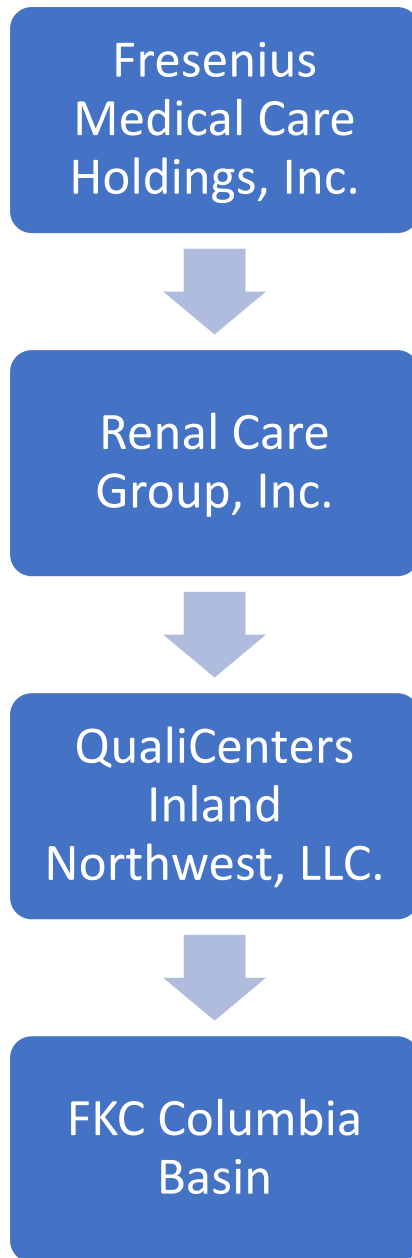 Fresenius
Medical Care
Holdings, Inc.
Renal Care
Group, Inc.
QualiCenters
Inland
Northwest, LLC.
FKC Columbia
Basin